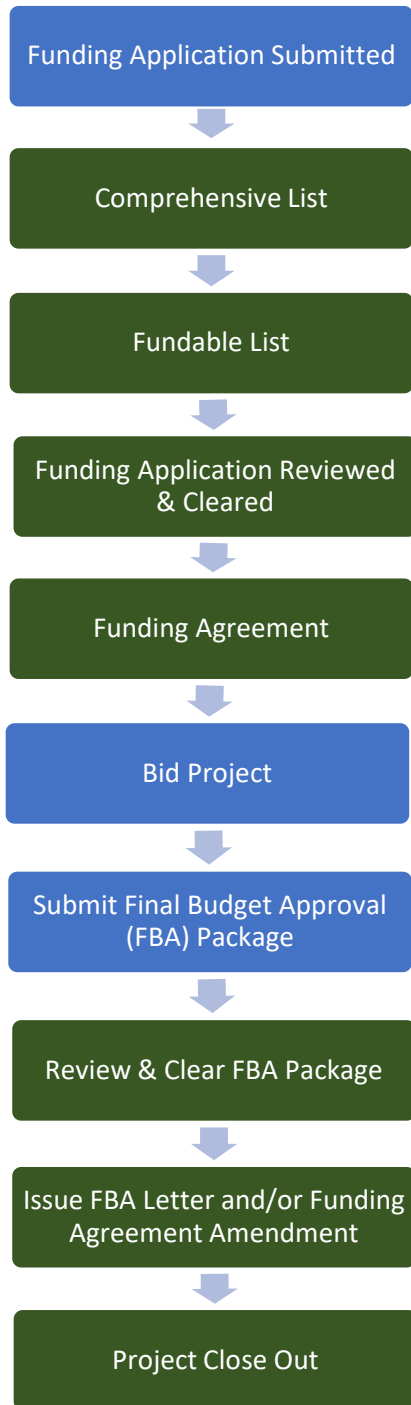 Funding Application Submitted
Comprehensive List
Fundable List
Funding Application Reviewed
& Cleared
Funding Agreement
Bid Project
Submit Final Budget Approval
(FBA) Package
Review & Clear FBA Package
Issue FBA Letter and/or Funding
Agreement Amendment
Project Close Out